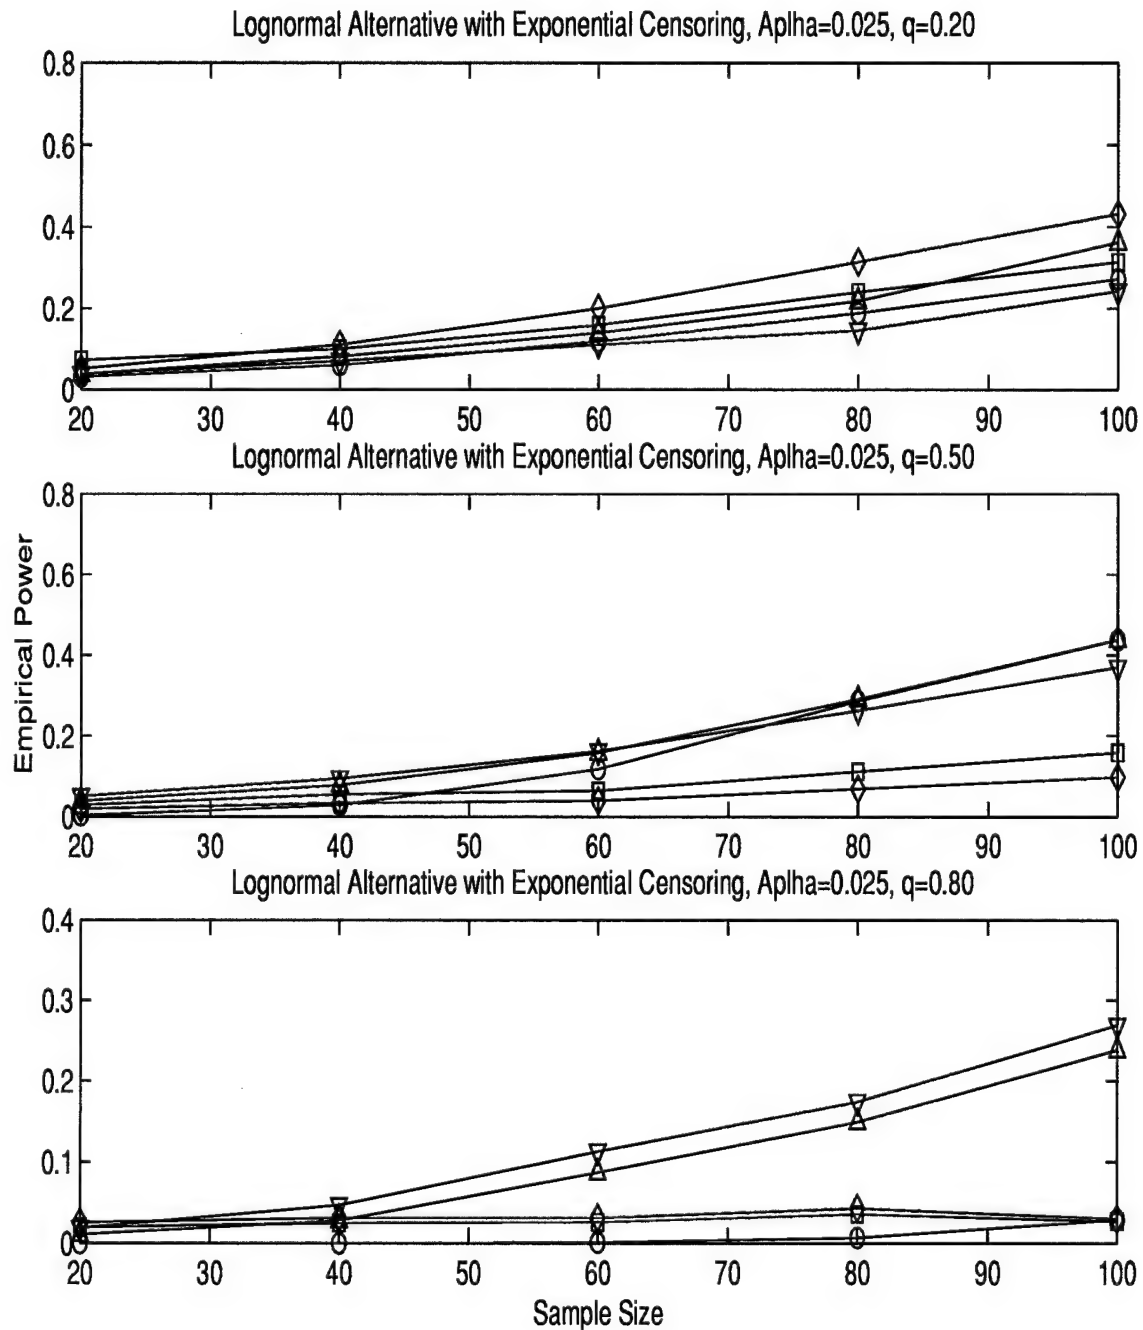 Lognormal Alternative with Exponential Censoring, Aplha=0.025, q=0.20
0.8
0.6
0.4
0.2
0
20 30 40 50 60 70 80 90 100
Lognormal Alternative with Exponential Censoring, Aplha=0.025, q=0.50
0.8
0.6
0.4
0.2
0
Empirical Power
20 30 40 50 60 70 80 90 100
Lognormal Alternative with Exponential Censoring, Aplha=0.025, q=0.80
0.4
0.3
0.2
0.1
0
20 30 40 50 60 70 80 90 100
Sample Size